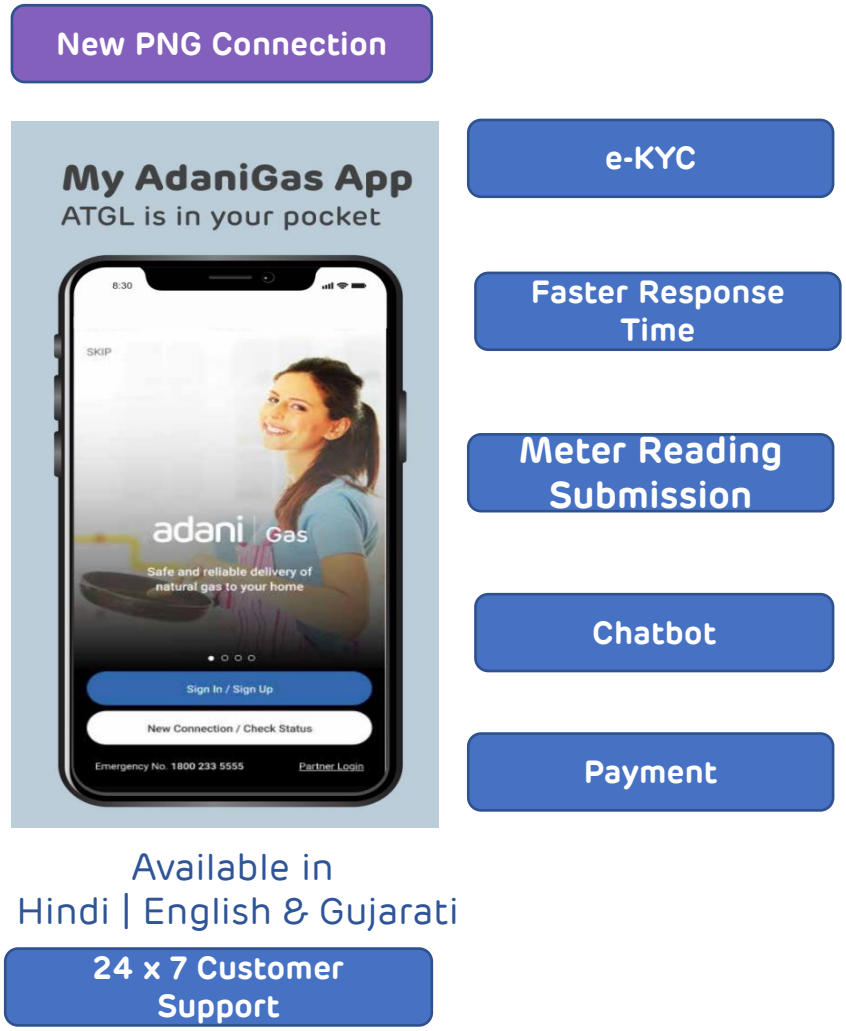 New PNG Connection
My AdaniGas App
ATGL is in your pocket
8:30
SKIP
adani | Gas
Safe and reliable delivery of
natural gas to your home
Sign In / Sign Up
New Connection / Check Status
Emergency No. 1800 233 5555
Partner Login
e-KYC
Faster Response
Time
Meter Reading
Submission
Chatbot
Payment
Available in
Hindi | English & Gujarati
24 x 7 Customer
Support